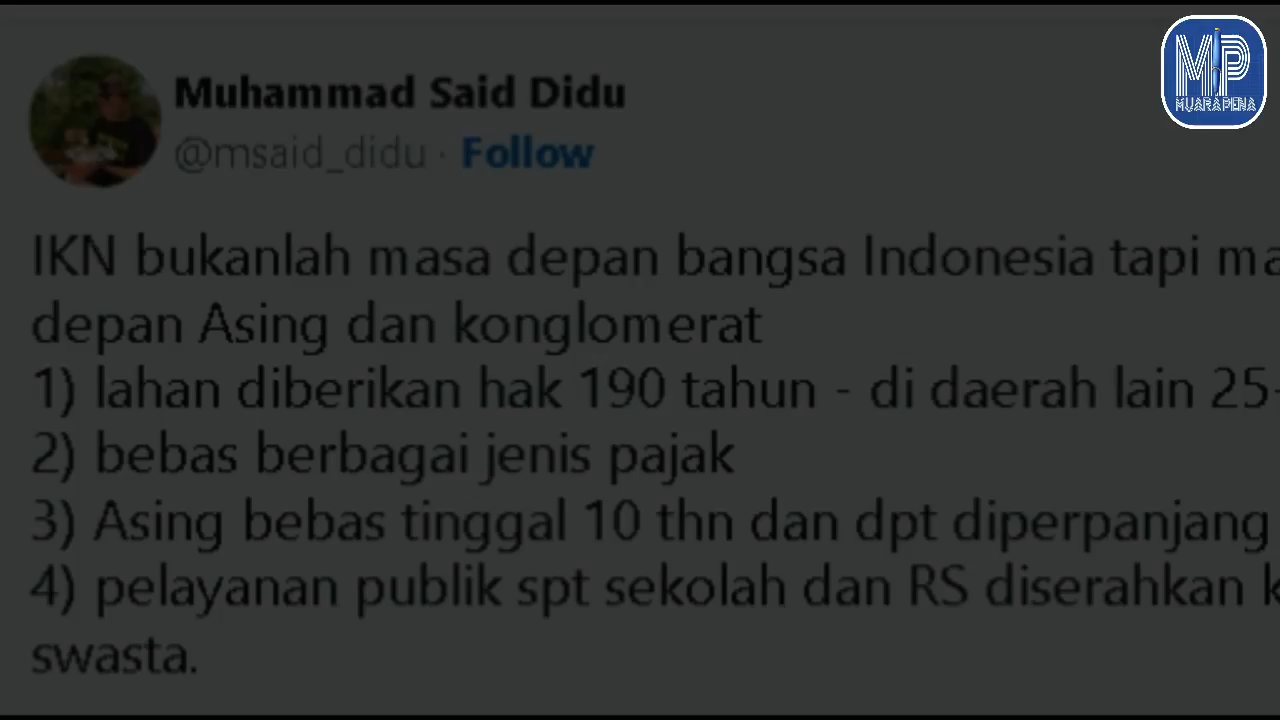 MP
MUARAPENA
Muhammad Said Didu
@msaid_didu · Follow
IKN bukanlah masa depan bangsa Indonesia tapi ma
depan Asing dan konglomerat
1) lahan diberikan hak 190 tahun - di daerah lain 25-
2) bebas berbagai jenis pajak
3) Asing bebas tinggal 10 thn dan dpt diperpanjang
4) pelayanan publik spt sekolah dan RS diserahkan k
swasta.